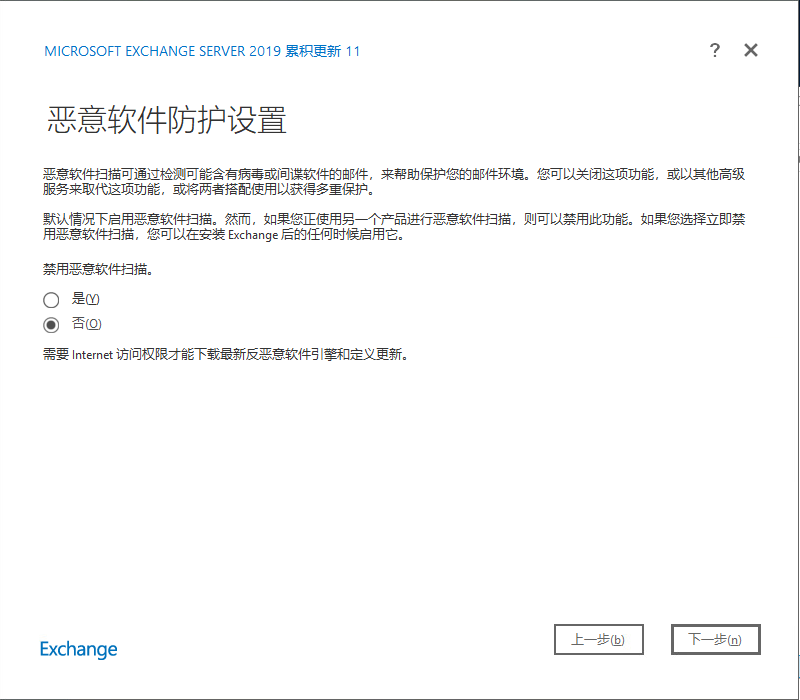 MICROSOFT EXCHANGE SERVER 2019 累积更新 11
?
恶意软件防护设置
恶意软件扫描可通过检测可能含有病毒或间谍软件的邮件，来帮助保护您的邮件环境。您可以关闭这项功能，或以其他高级
服务来取代这项功能，或将两者搭配使用以获得多重保护。
默认情况下启用恶意软件扫描。然而，如果您正使用另一个产品进行恶意软件扫描，则可以禁用此功能。如果您选择立即禁
用恶意软件扫描，您可以在安装 Exchange 后的任何时候启用它。
禁用恶意软件扫描。
是(Y)
否(O)
需要 Internet 访问权限才能下载最新反恶意软件引擎和定义更新。
Exchange
上一步(b)
下一步(n)